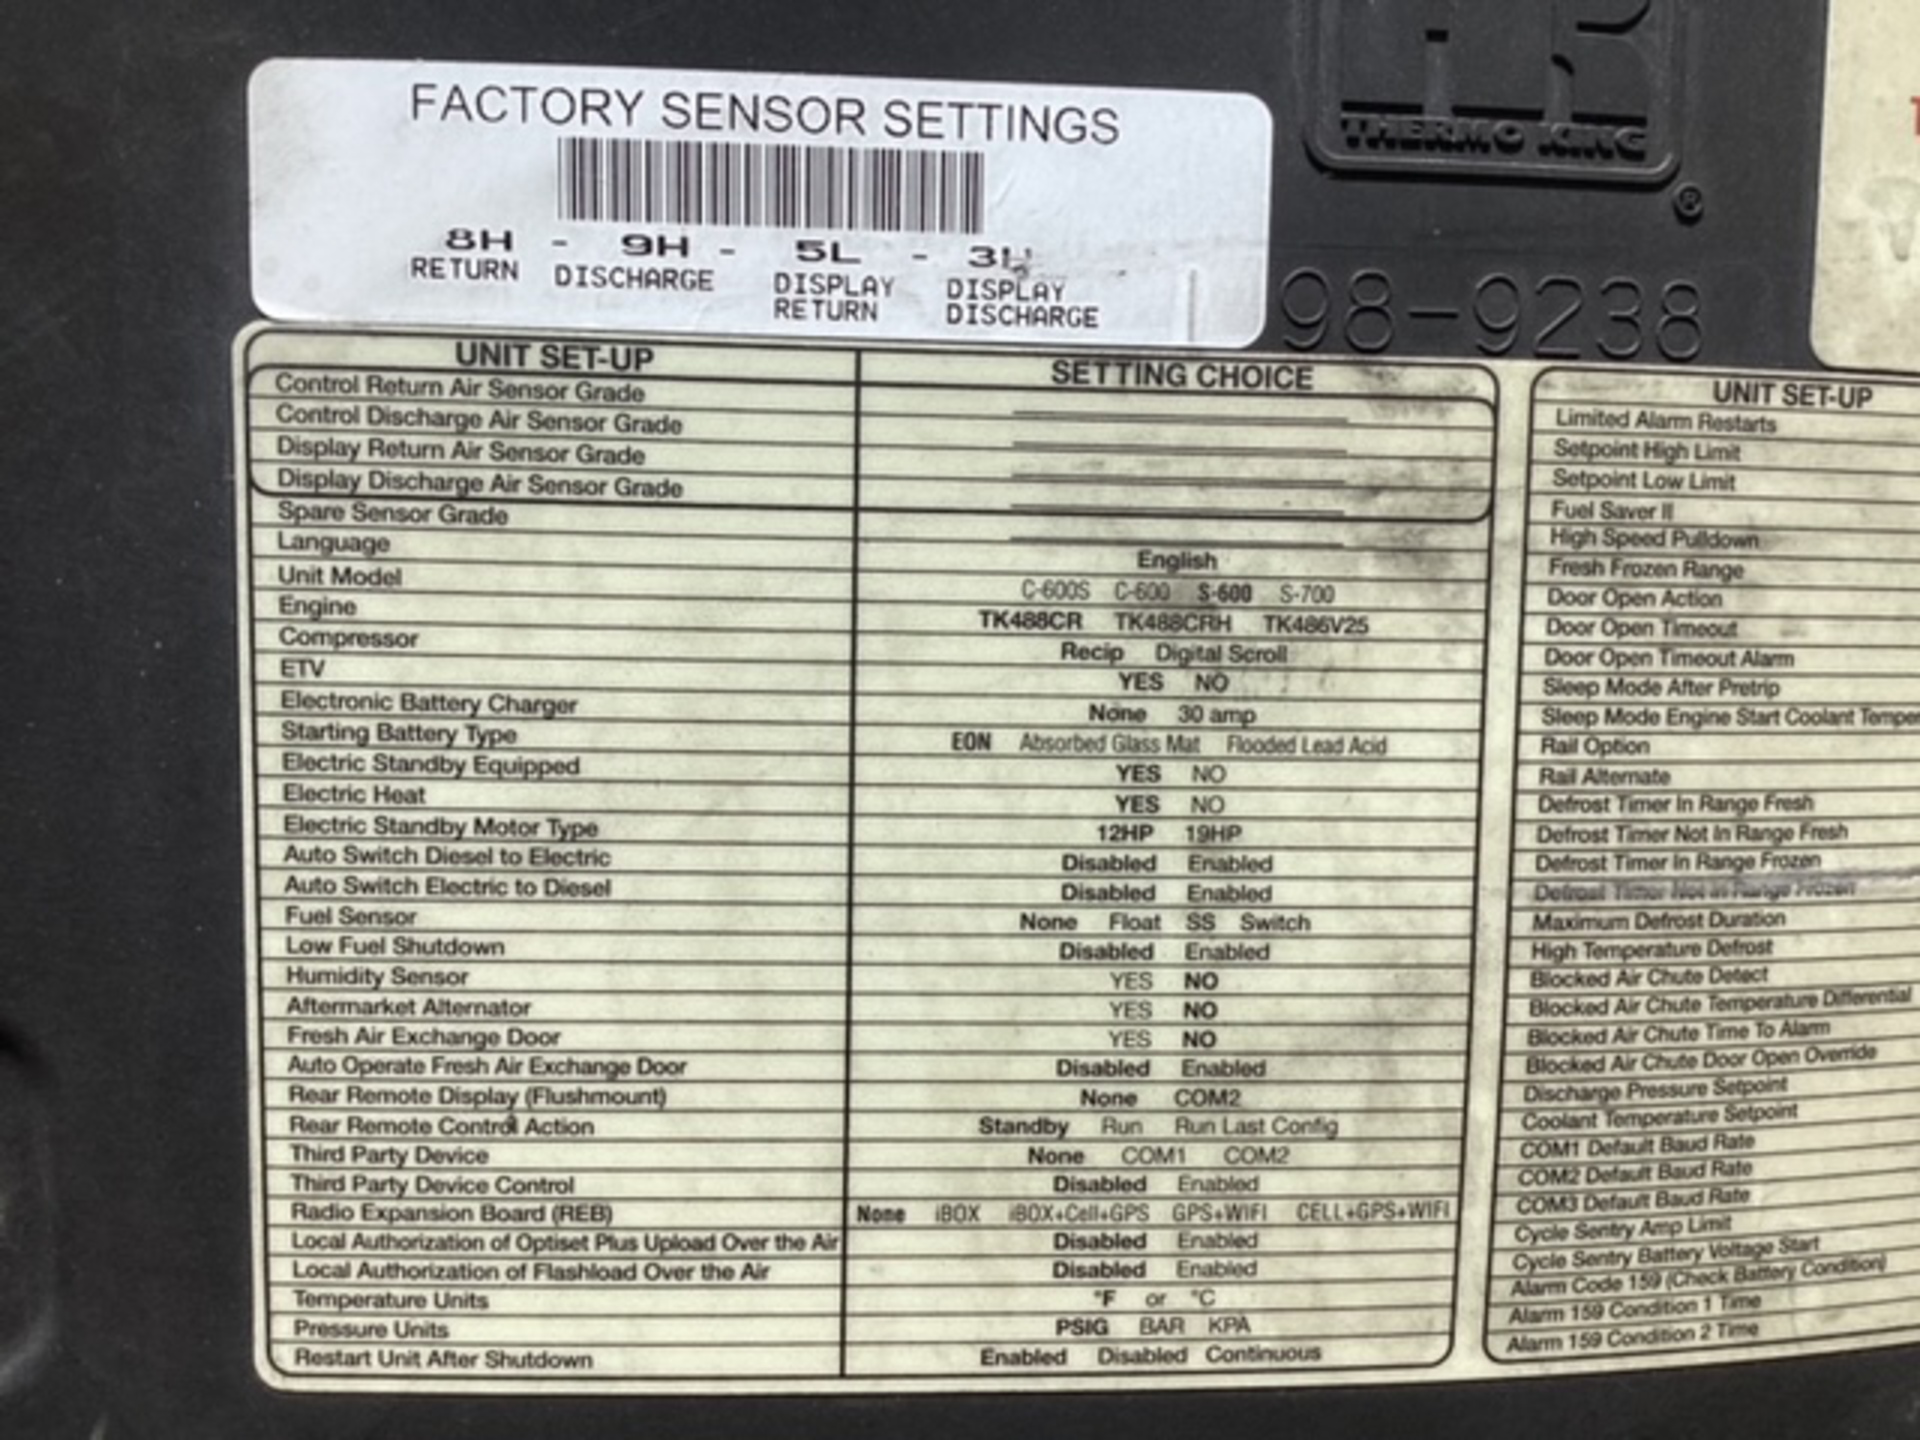 FACTORY SENSOR SETTINGS
8H - 9H - 5L -
RETURN DISCHARGE DISPLAY RETURN DISPLAY DISCHARGE
THERMO KING
®
98-9238
UNIT SET-UP SETTING CHOICE
Control Return Air Sensor Grade
Control Discharge Air Sensor Grade
Display Return Air Sensor Grade
Display Discharge Air Sensor Grade
Spare Sensor Grade
Language English
Unit Model C-600S C-600 S-600 S-700
Engine TK488CR TK488CRH TK486V25
Compressor Recip Digital Scroll
ETV YES NO
Electronic Battery Charger None 30 amp
Starting Battery Type EON Absorbed Glass Mat Flooded Lead Acid
Electric Standby Equipped YES NO
Electric Heat YES NO
Electric Standby Motor Type 12HP 19HP
Auto Switch Diesel to Electric Disabled Enabled
Auto Switch Electric to Diesel Disabled Enabled
Fuel Sensor None Float SS Switch
Low Fuel Shutdown Disabled Enabled
Humidity Sensor YES NO
Aftermarket Alternator YES NO
Fresh Air Exchange Door YES NO
Auto Operate Fresh Air Exchange Door Disabled Enabled
Rear Remote Display (Flushmount) None COM2
Rear Remote Control Action Standby Run Run Last Config
Third Party Device None COM1 COM2
Third Party Device Control Disabled Enabled
Radio Expansion Board (REB) None iBOX iBOX+Cell+GPS GPS+WIFI CELL+GPS+WIFI
Local Authorization of Optiset Plus Upload Over the Air Disabled Enabled
Local Authorization of Flashload Over the Air Disabled Enabled
Temperature Units °F or °C
Pressure Units PSIG BAR KPA
Restart Unit After Shutdown Enabled Disabled Continuous
UNIT SET-UP
Limited Alarm Restarts
Setpoint High Limit
Setpoint Low Limit
Fuel Saver II
High Speed Pulldown
Fresh Frozen Range
Door Open Action
Door Open Timeout
Door Open Timeout Alarm
Sleep Mode After Pretrip
Sleep Mode Engine Start Coolant
Rail Option
Rail Alternate
Defrost Timer In Range Fresh
Defrost Timer Not In Range Fresh
Defrost Timer In Range Frozen
Defrost Timer Not In Range Frozen
Maximum Defrost Duration
High Temperature Defrost
Blocked Air Chute Detect
Blocked Air Chute Temperature Differential
Blocked Air Chute Time To Alarm
Blocked Air Chute Door Open Override
Discharge Pressure Setpoint
Coolant Temperature Setpoint
COM1 Default Baud Rate
COM2 Default Baud Rate
COM3 Default Baud Rate
Cycle Sentry Amp Limit
Cycle Sentry Battery Voltage Start
Alarm Code 159 (Check Battery Condition)
Alarm 159 Condition 1 Time
Alarm 159 Condition 2 Time